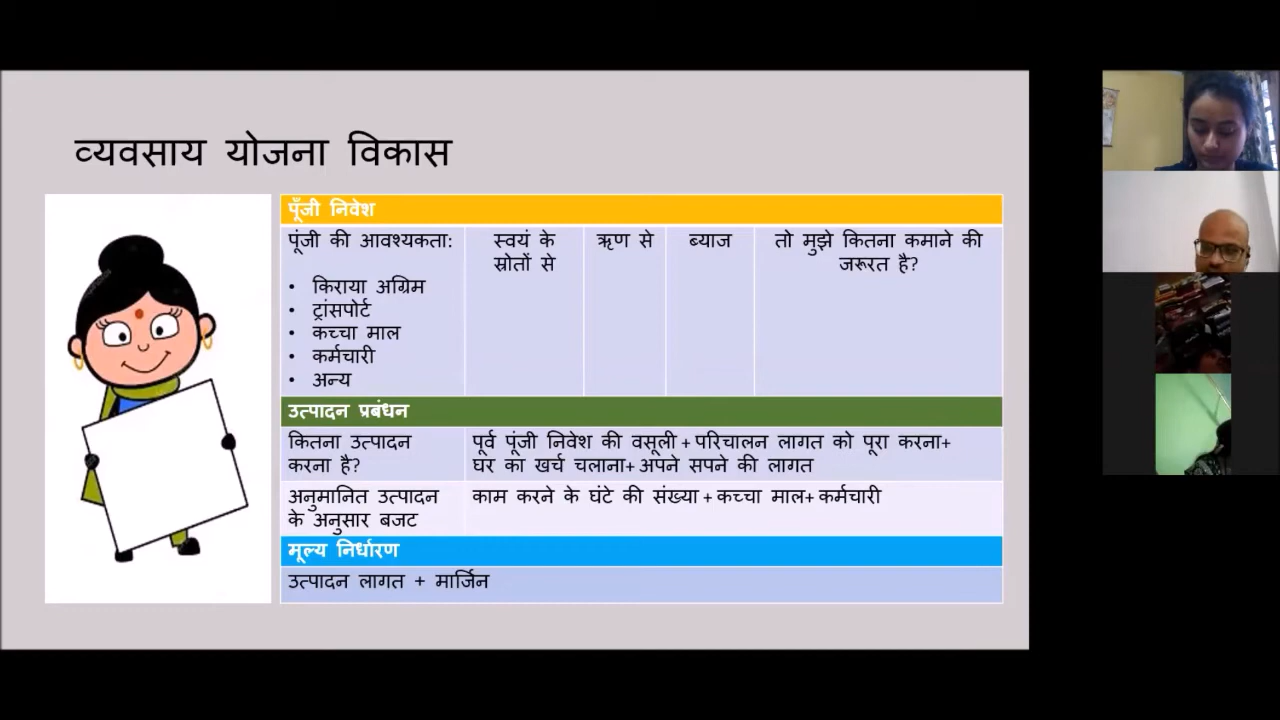 व्यवसाय योजना विकास
पूँजी निवेश
पूंजी की आवश्यकता:
• किराया अग्रिम
• ट्रांसपोर्ट
• कच्चा माल
• कर्मचारी
• अन्य
स्वयं के
स्रोतों से
ऋण से
ब्याज
तो मुझे कितना कमाने की
जरूरत है?
उत्पादन प्रबंधन
कितना उत्पादन
करना है?
पूर्व पूंजी निवेश की वसूली + परिचालन लागत को पूरा करना+
घर का खर्च चलाना+ अपने सपने की लागत
अनुमानित उत्पादन
के अनुसार बजट
काम करने के घंटे की संख्या + कच्चा माल+ कर्मचारी
मूल्य निर्धारण
उत्पादन लागत + मार्जिन